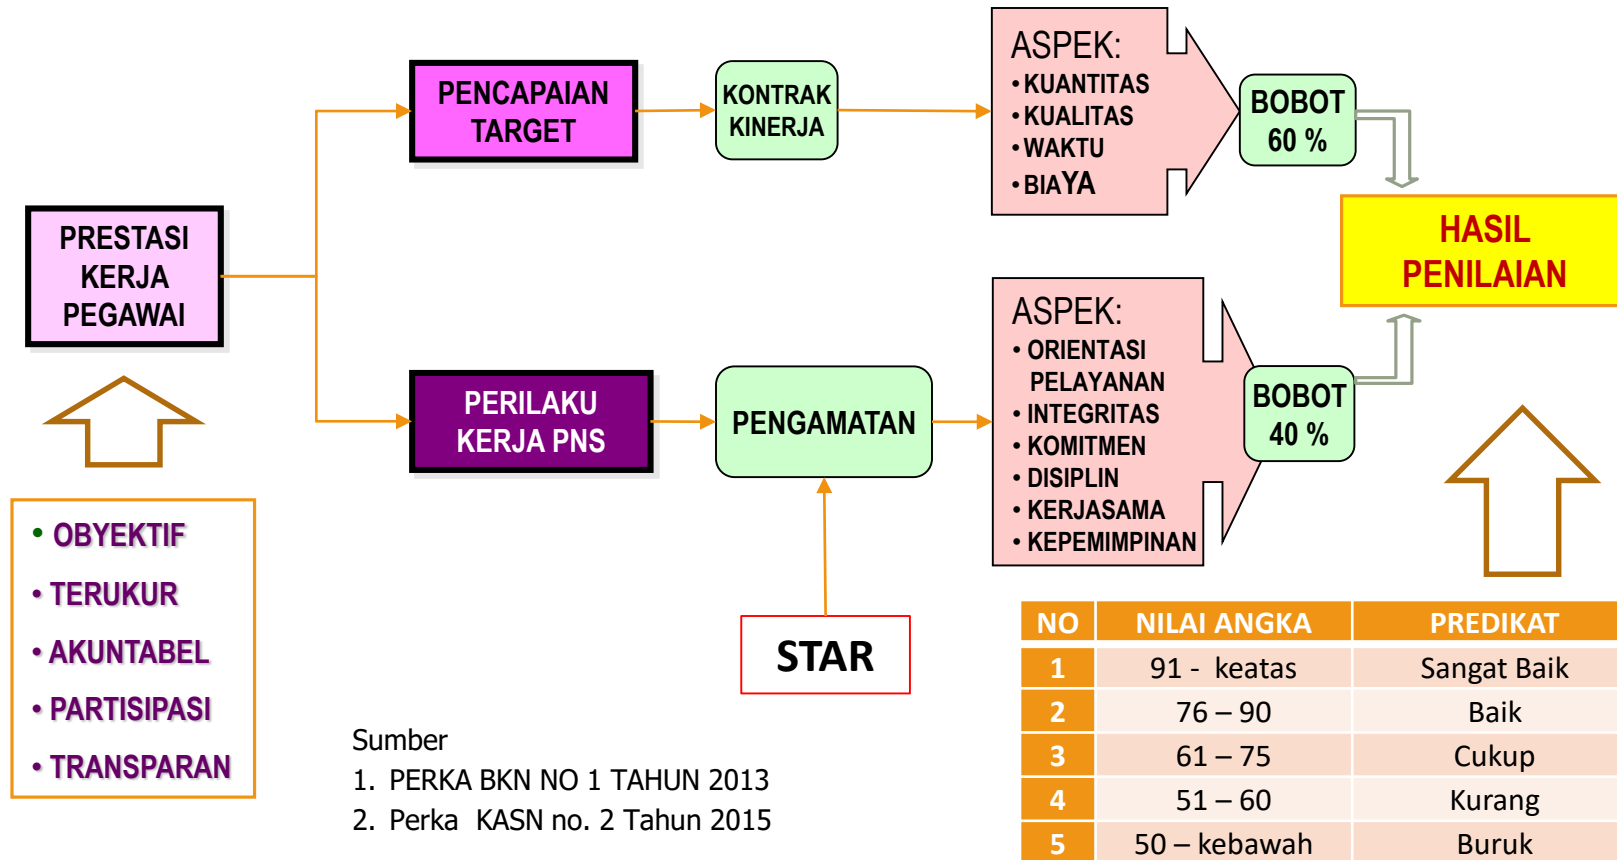 PRESTASI
KERJA
PEGAWAI
• OBYEKTIF
• TERUKUR
• AKUNTABEL
• PARTISIPASI
• TRANSPARAN
PENCAPAIAN
TARGET
KONTRAK
KINERJA
ASPEK:
• KUANTITAS
• KUALITAS
• WAKTU
• BIAYA
BOBOT
60 %
PERILAKU
KERJA PNS
PENGAMATAN
STAR
ASPEK:
• ORIENTASI
PELAYANAN
• INTEGRITAS
• KOMITMEN
• DISIPLIN
• KERJASAMA
• KEPEMIMPINAN
BOBOT
40 %
HASIL
PENILAIAN
NO NILAI ANGKA PREDIKAT
1 91 - keatas Sangat Baik
2 76 – 90 Baik
3 61 – 75 Cukup
4 51 – 60 Kurang
5 50 – kebawah Buruk
Sumber
1. PERKA BKN NO 1 TAHUN 2013
2. Perka KASN no. 2 Tahun 2015